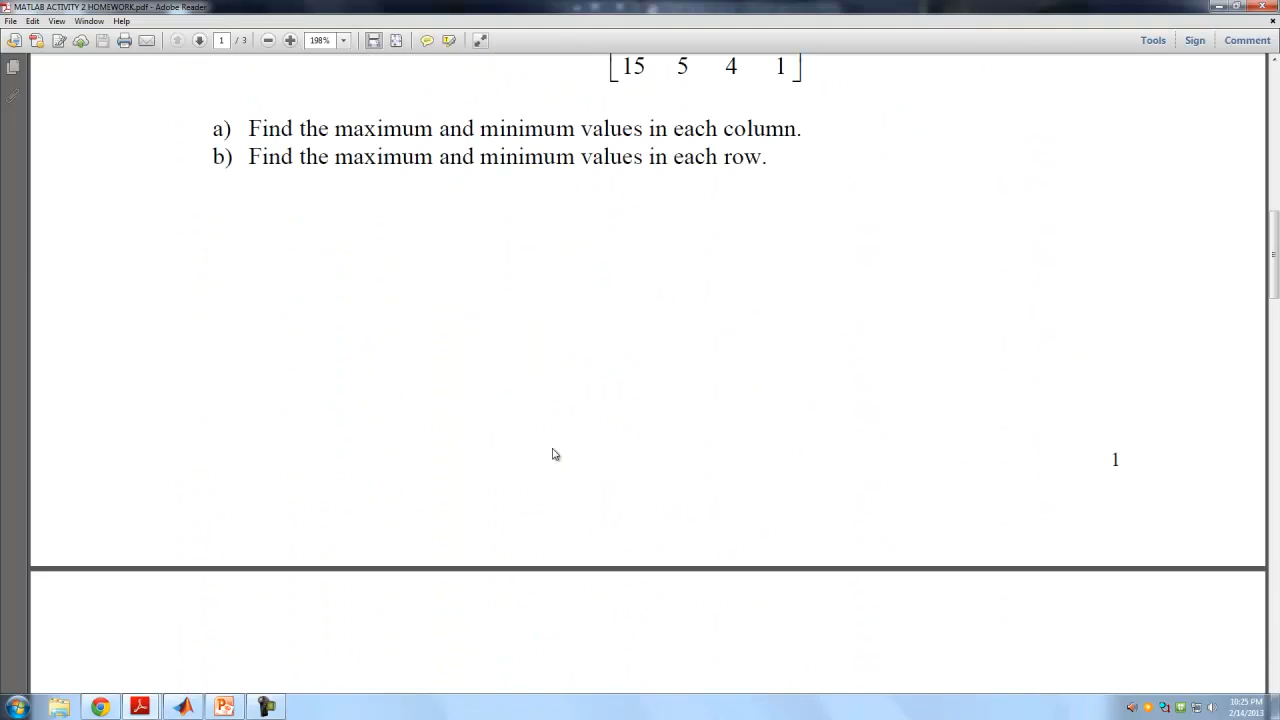 MATLAB ACTIVITY 2 HOMEWORK.pdf - Adobe Reader
File Edit View Window Help
1 / 3 198% Tools Sign Comment
15 5 4 1
a) Find the maximum and minimum values in each column.
b) Find the maximum and minimum values in each row.
1
10:25 PM
2/14/2013